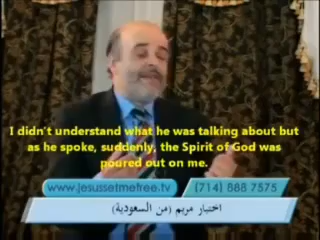 I didn't understand what he was talking about but
as he spoke, suddenly, the Spirit of God was
poured out on me.
www.jesussetmefree.tv
(714) 888 7575
اختبار مريم (من السعودية)